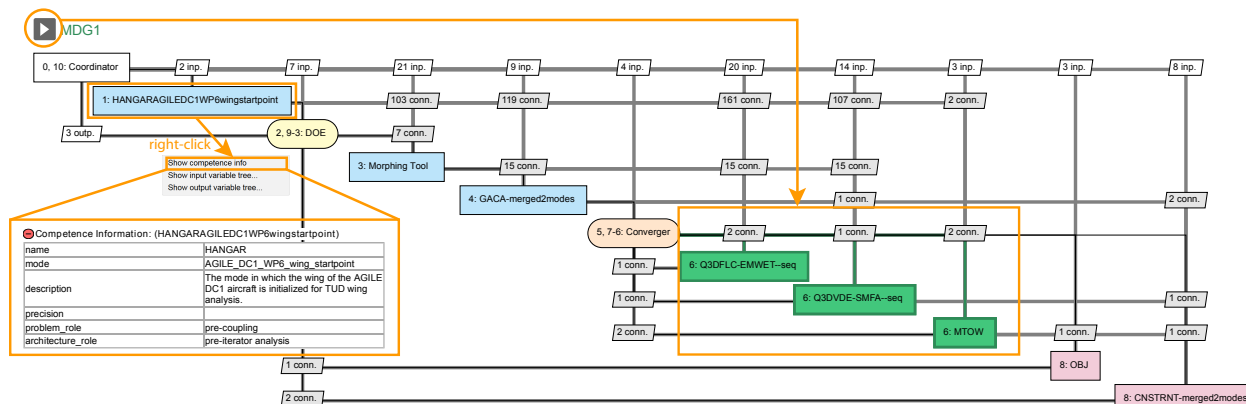 MDG1
0, 10: Coordinator
2 inp.
7 inp.
21 inp.
9 inp.
4 inp.
20 inp.
14 inp.
3 inp.
3 inp.
8 inp.
1: HANGARAGILEDC1WP6wingstartpoint
103 conn.
119 conn.
161 conn.
107 conn.
2 conn.
3 outp.
2, 9-3: DOE
7 conn.
right-click
Show competence info
Show input variable tree...
Show output variable tree...
3: Morphing Tool
15 conn.
15 conn.
15 conn.
4: GACA-merged2modes
1 conn.
2 conn.
5, 7-6: Converger
2 conn.
1 conn.
2 conn.
1 conn.
6: Q3DFLC-EMWET--seq
1 conn.
6: Q3DVDE-SMFA--seq
1 conn.
2 conn.
6: MTOW
1 conn.
1 conn.
Competence Information: (HANGARAGILEDC1WP6wingstartpoint)
name HANGAR
mode AGILE_DC1_WP6_wing_startpoint
description The mode in which the wing of the AGILE
DC1 aircraft is initialized for TUD wing
analysis.
precision
problem_role pre-coupling
architecture_role pre-iterator analysis
1 conn.
8: OBJ
2 conn.
8: CNSTRNT-merged2modes